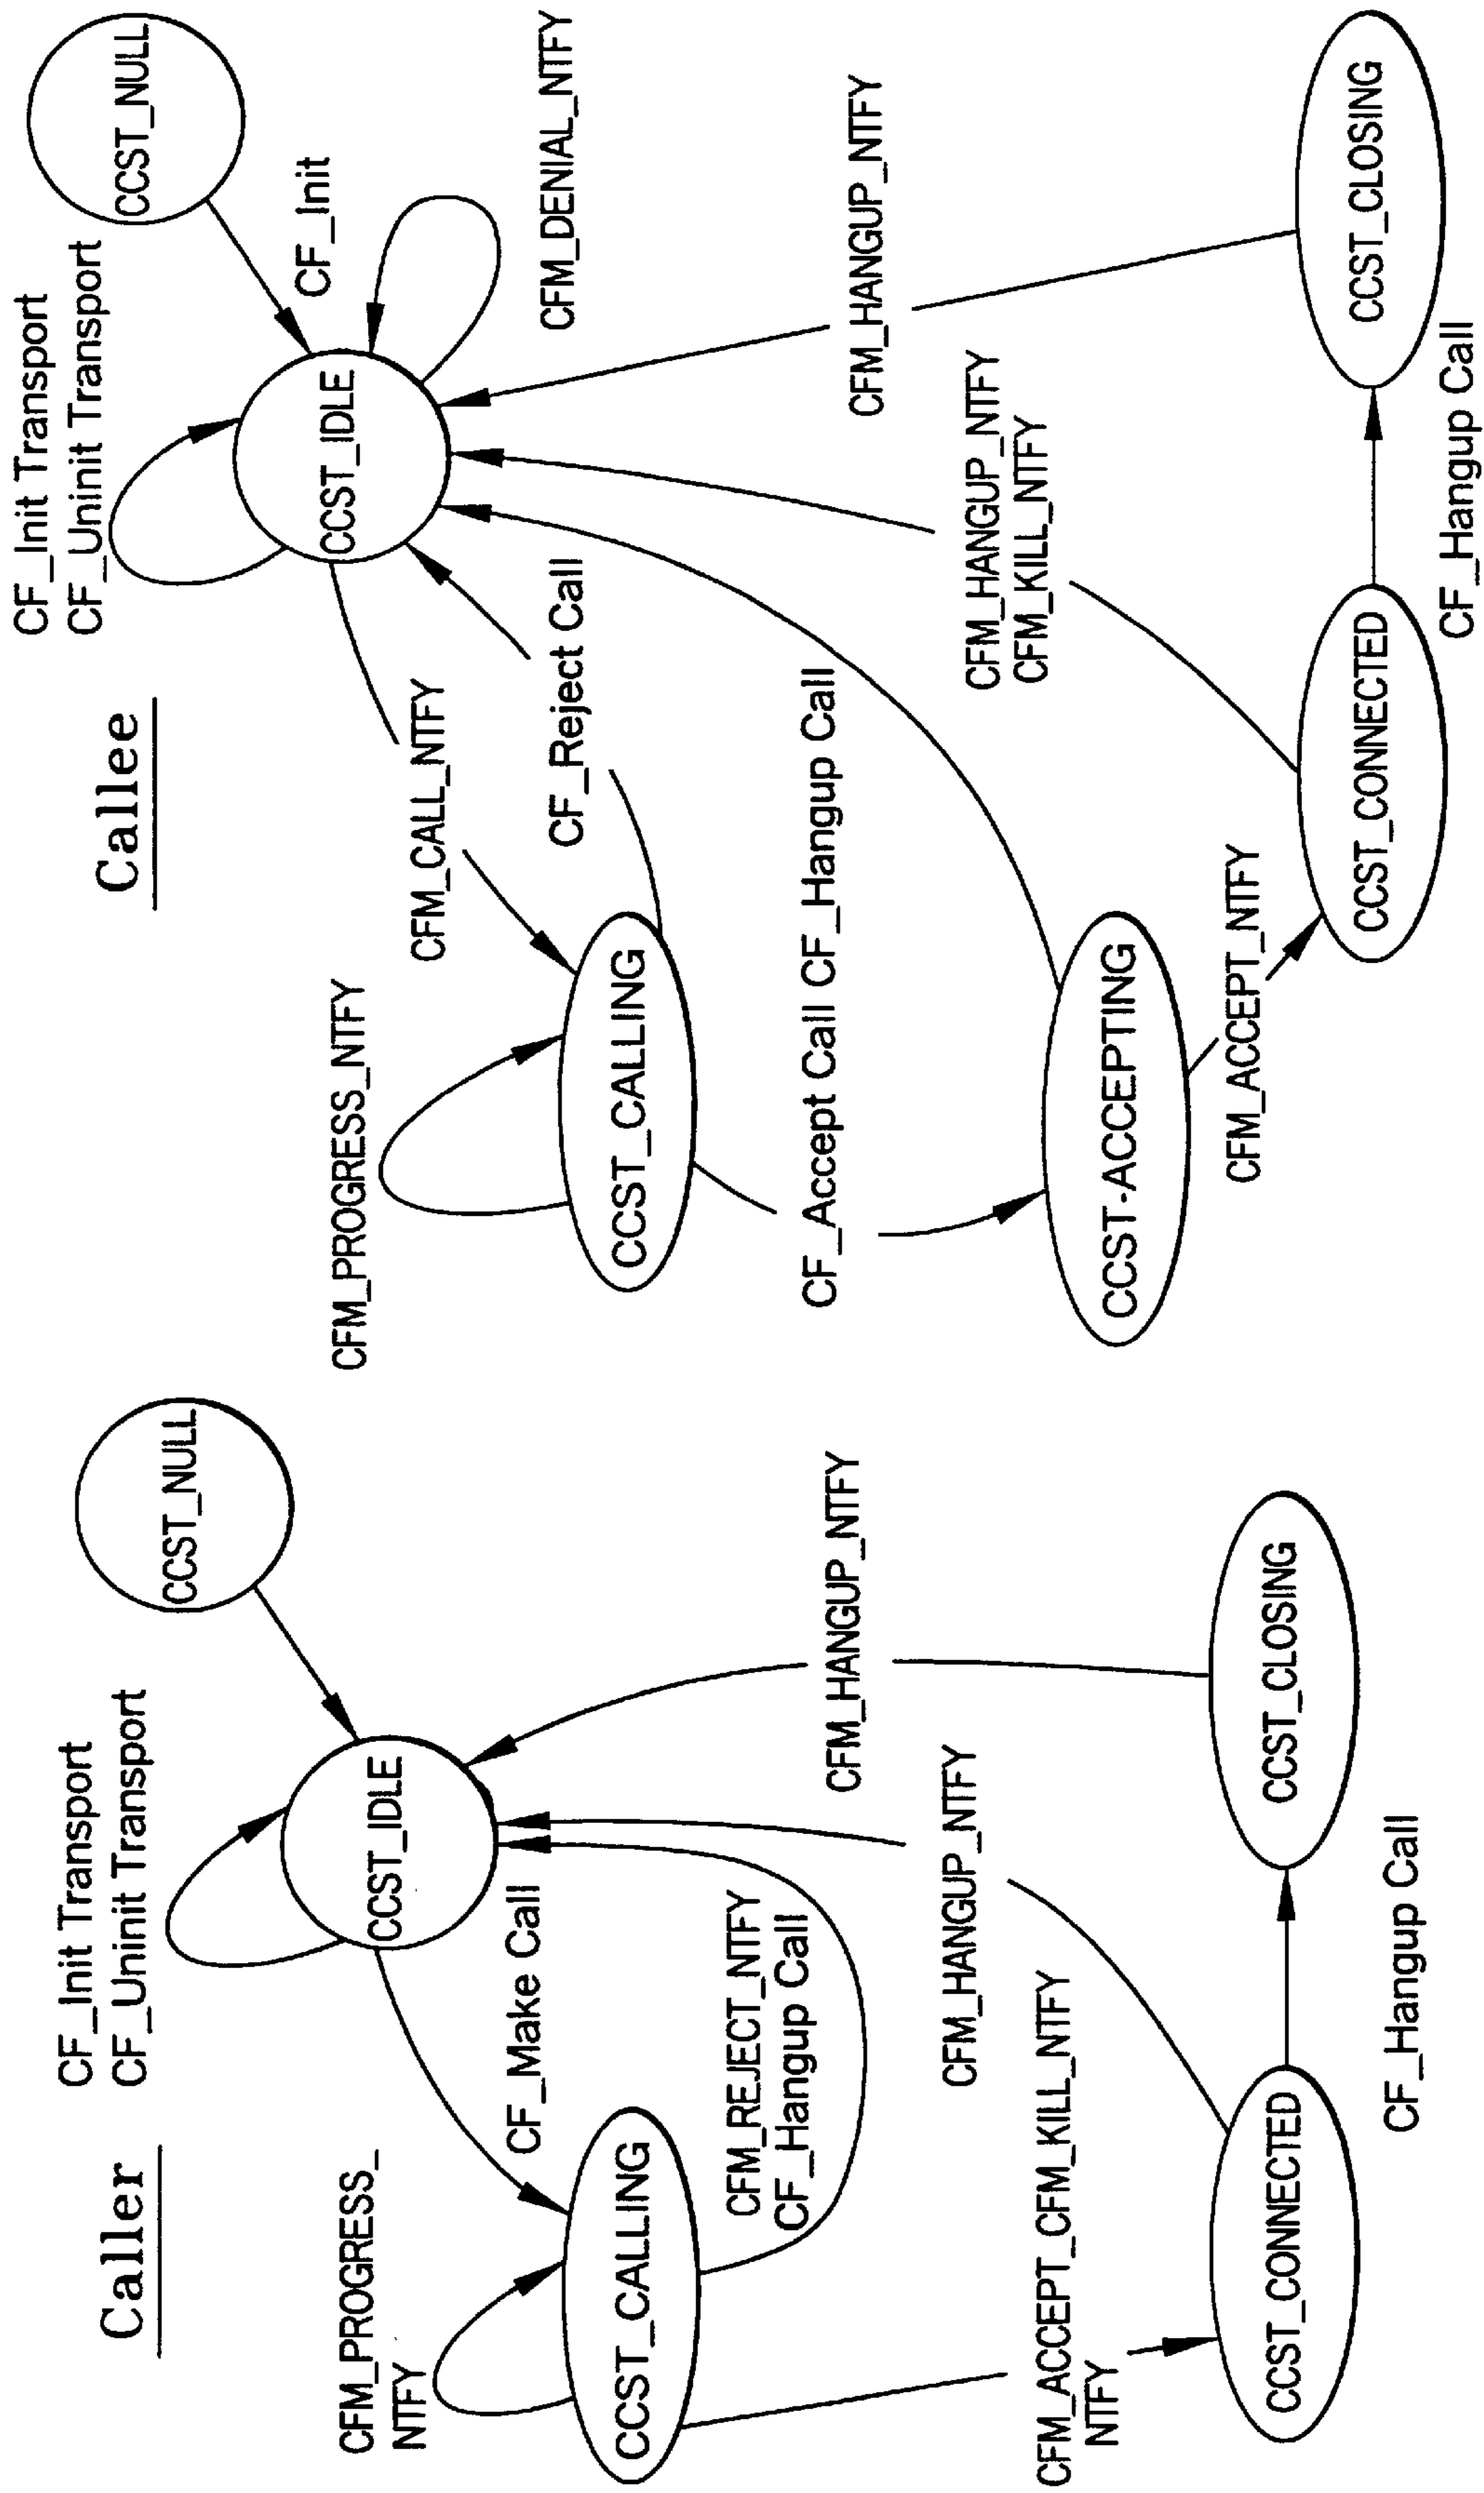 Caller
CF_Init Transport
CF_Uninit Transport
CCST_NULL
CCST_IDLE
CFM_PROGRESS_
NTFY
CF_Make Call
CCST_CALLING
CFM_REJECT_NTFY
CF_Hangup Call
CFM_HANGUP_NTFY
CFM_HANGUP_NTFY
CFM_ACCEPT_CFM_KILL_NTFY
NTFY
CCST_CONNECTED
CCST_CLOSING
CF_Hangup Call
Callee
CF_Init Transport
CF_Uninit Transport
CCST_NULL
CF_Init
CCST_IDLE
CFM_DENIAL_NTFY
CFM_PROGRESS_NTFY
CFM_CALL_NTFY
CF_Reject Call
CCST_CALLING
CF_Accept Call CF_Hangup Call
CFM_HANGUP_NTFY
CFM_HANGUP_NTFY
CFM_KILL_NTFY
CCST-ACCEPTING
CFM_ACCEPT_NTFY
CCST_CONNECTED
CCST_CLOSING
CF_Hangup Call